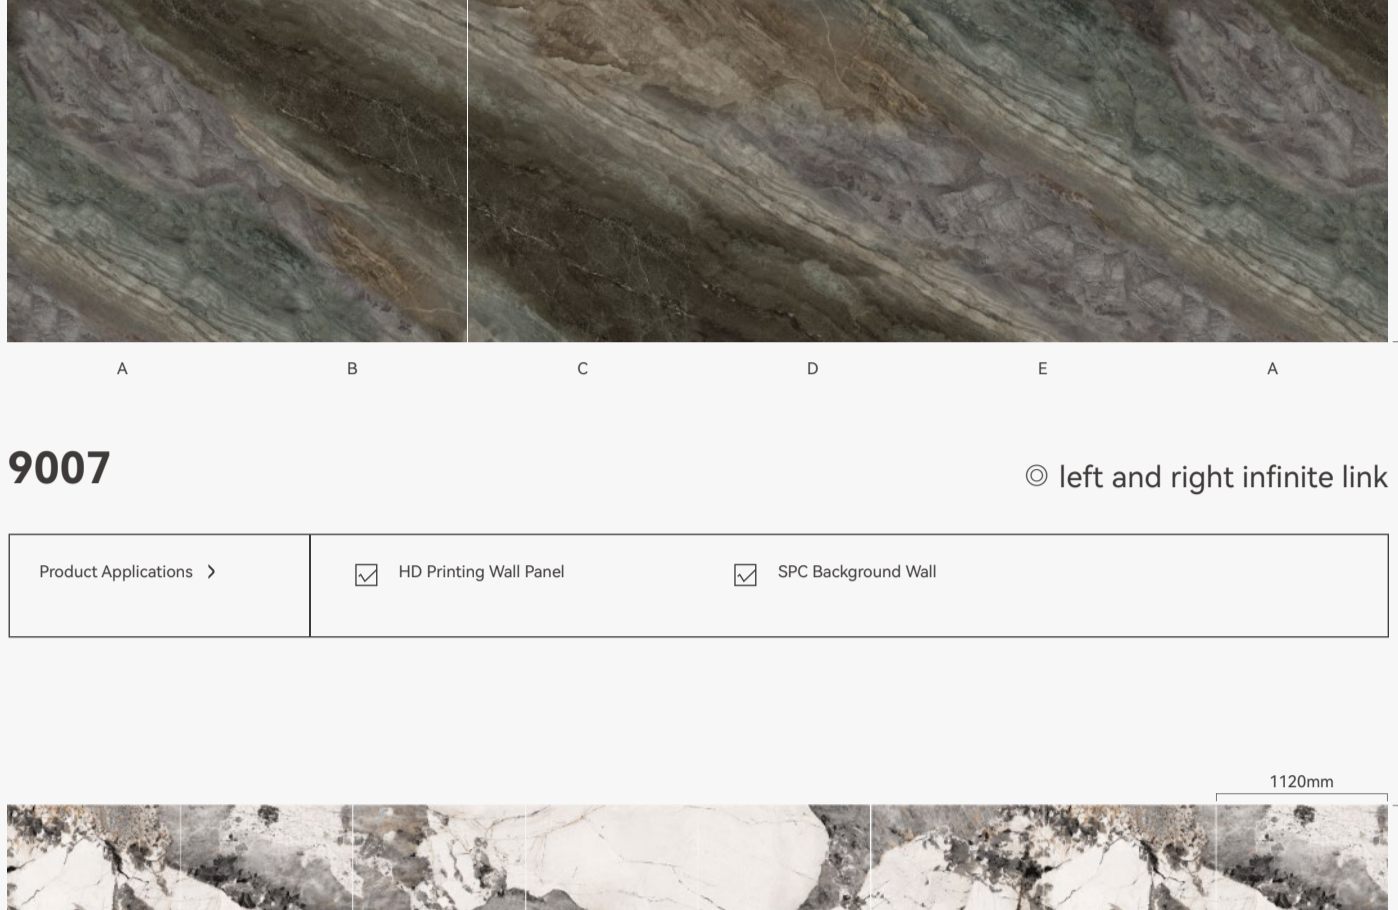 A B C D E A
9007
left and right infinite link
Product Applications
HD Printing Wall Panel
SPC Background Wall
1120mm